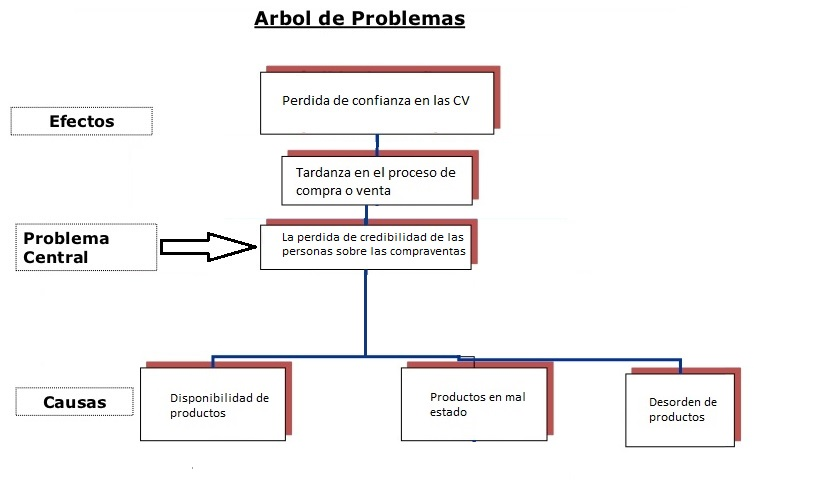 Arbol de Problemas
Perdida de confianza en las CV
Efectos
Tardanza en el proceso de
compra o venta
Problema
Central
La perdida de credibilidad de las
personas sobre las compraventas
Causas
Disponibilidad de
productos
Productos en mal
estado
Desorden de
productos